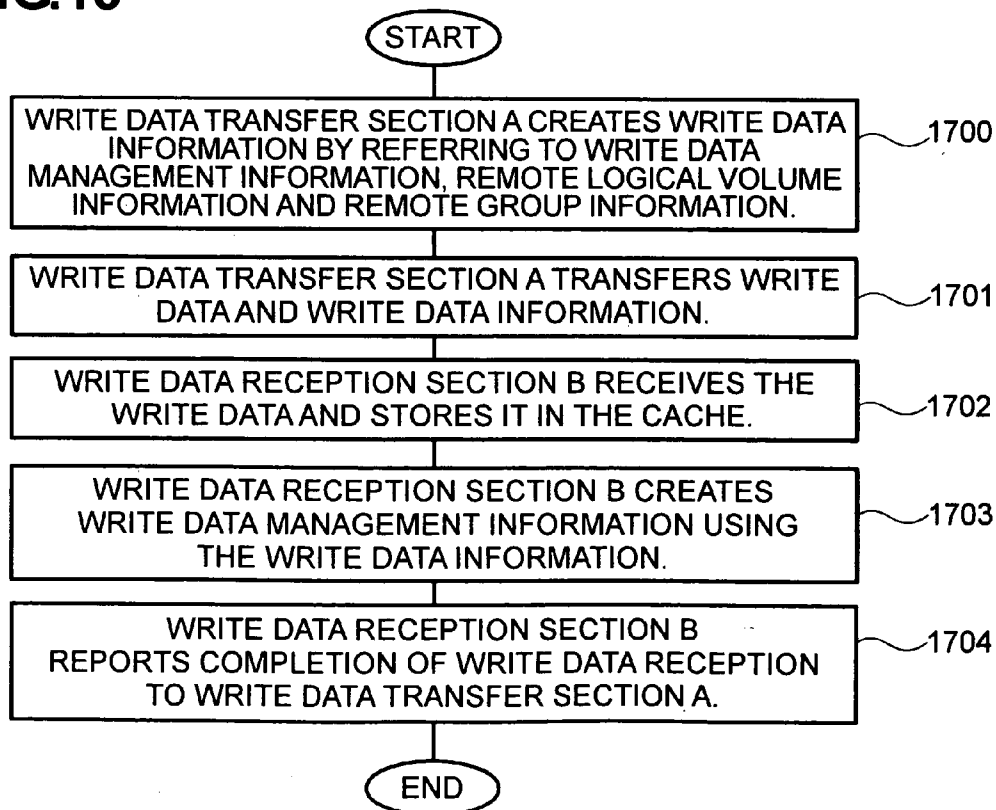 START
WRITE DATA TRANSFER SECTION A CREATES WRITE DATA
INFORMATION BY REFERRING TO WRITE DATA
MANAGEMENT INFORMATION, REMOTE LOGICAL VOLUME
INFORMATION AND REMOTE GROUP INFORMATION.
1700
WRITE DATA TRANSFER SECTION A TRANSFERS WRITE
DATA AND WRITE DATA INFORMATION.
1701
WRITE DATA RECEPTION SECTION B RECEIVES THE
WRITE DATA AND STORES IT IN THE CACHE.
1702
WRITE DATA RECEPTION SECTION B CREATES
WRITE DATA MANAGEMENT INFORMATION USING
THE WRITE DATA INFORMATION.
1703
WRITE DATA RECEPTION SECTION B
REPORTS COMPLETION OF WRITE DATA RECEPTION
TO WRITE DATA TRANSFER SECTION A.
1704
END